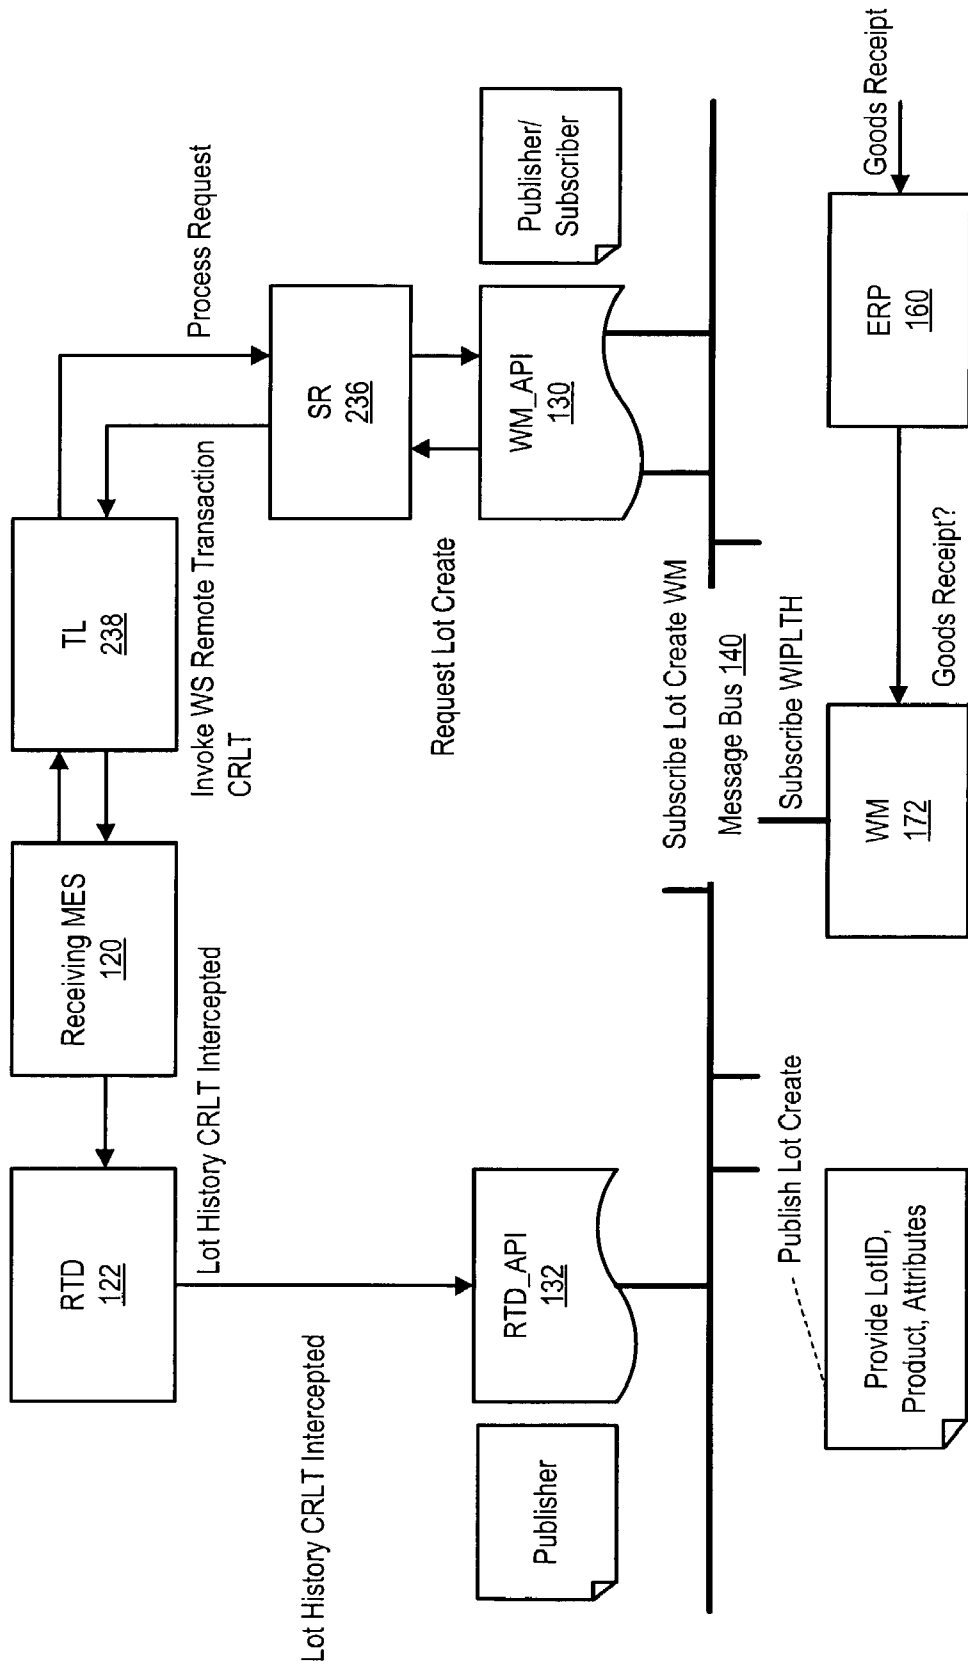 RTD
122
Receiving MES
120
TL
238
Lot History CRLT Intercepted
Invoke WS Remote Transaction
CRLT
Process Request
Lot History CRLT Intercepted
SR
236
Request Lot Create
Publisher
RTD_API
132
WM_API
130
Publisher/
Subscriber
Subscribe Lot Create WM
Message Bus 140
Publish Lot Create
Subscribe WIPLTH
Provide LotID,
Product, Attributes
WM
172
Goods Receipt?
ERP
160
Goods Receipt